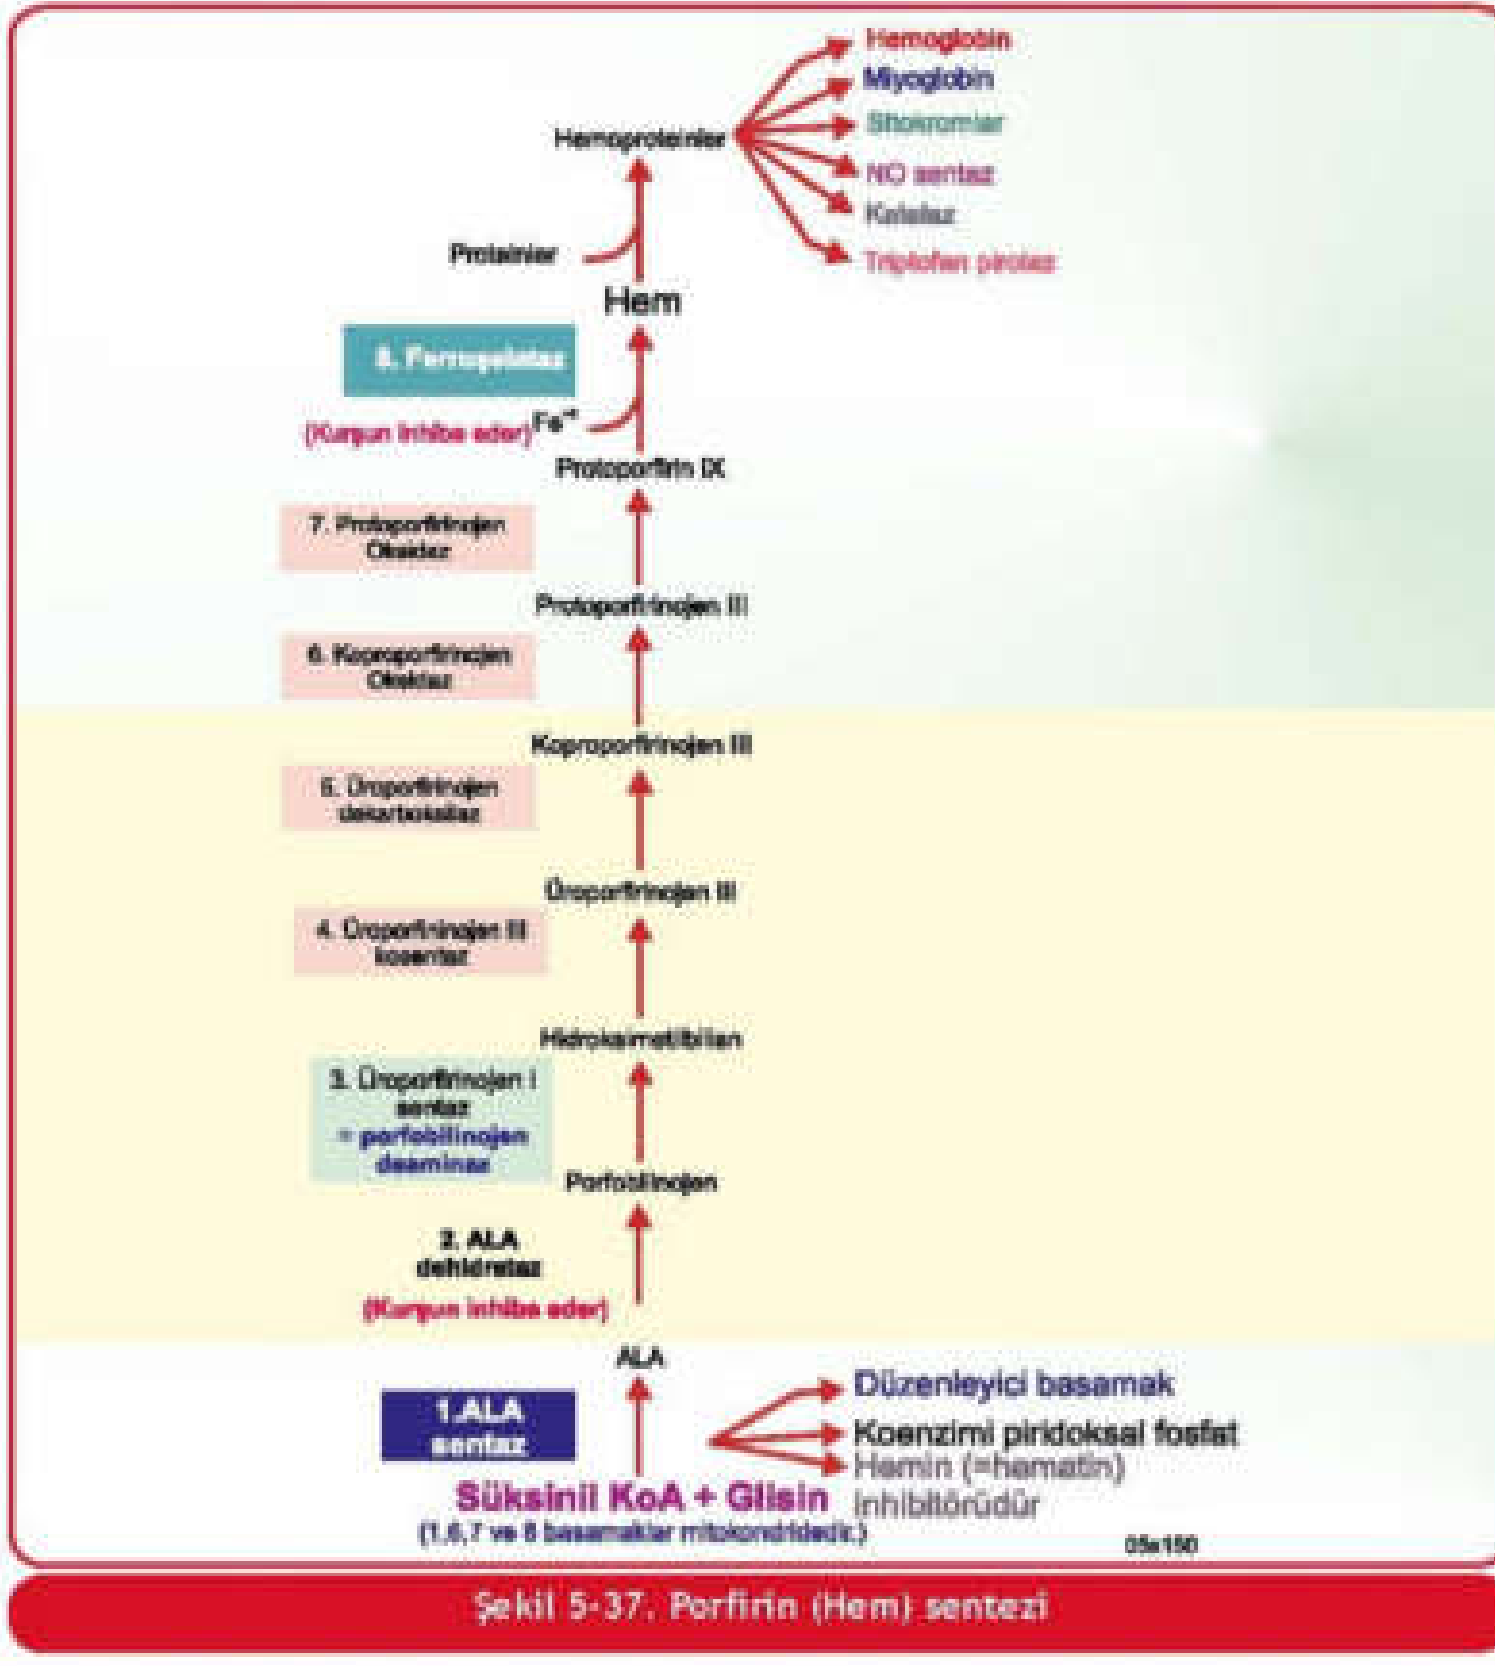 Hemoglobin
Miyoglobin
Sitokromlar
Hemoproteinler
NO sentaz
Katalaz
Proteinler
Triptofan pirolaz
Hem
8. Ferroşelataz
(Kurşun inhibe eder)
Protoporfirin IX
7. Protoporfirinojen
Oksidaz
Protoporfirinojen III
6. Koproporfirinojen
Oksidaz
Koproporfirinojen III
5. Üroporfirinojen
dekarboksilaz
Üroporfirinojen III
4. Üroporfirinojen III
kosentaz
Hidroksimetilbilan
3. Üroporfirinojen I
sentaz
= porfobilinojen
deaminaz
Porfobilinojen
2. ALA
dehidrataz
(Kurşun inhibe eder)
ALA
1.ALA
sentaz
Düzenleyici basamak
Koenzimi piridoksal fosfat
Hemin (=hematin)
inhibitörüdür
Süksinil KoA + Glisin
(1,6,7 ve 8 basamaklar mitokondridedir.)
Şekil 5-37. Porfirin (Hem) sentezi